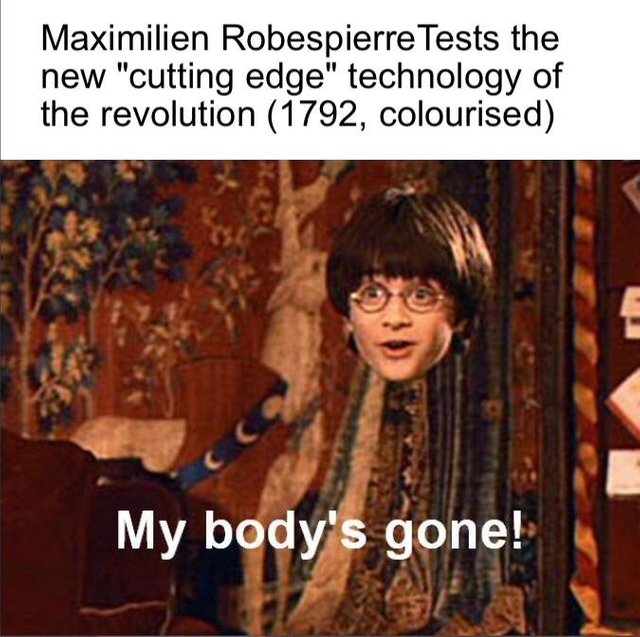 Maximilien RobespierreTests the
new "cutting edge" technology of
the revolution (1792, colourised)
My body's gone!